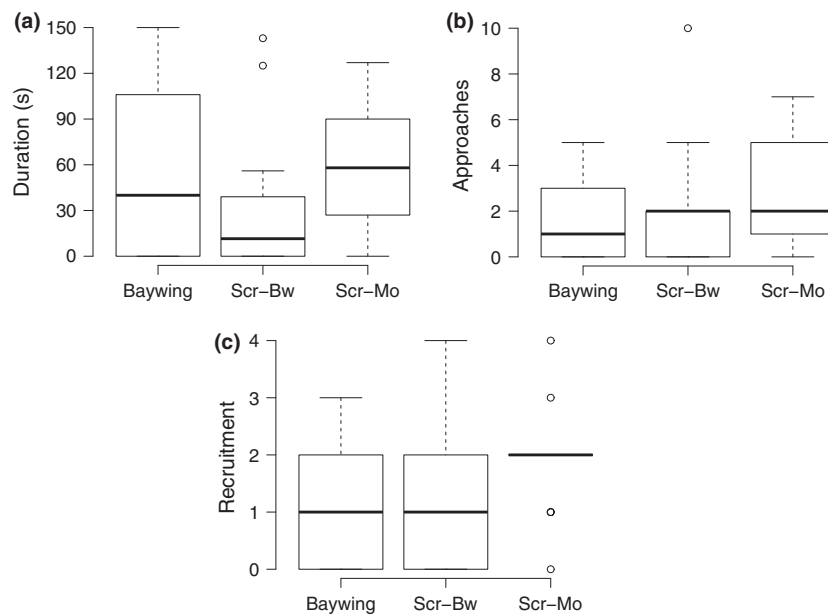 (a)
Duration (s)
150
120
90
60
30
0
Baywing
Scr–Bw
Scr–Mo
(b)
Approaches
10
8
6
4
2
0
Baywing
Scr–Bw
Scr–Mo
(c)
Recruitment
4
3
2
1
0
Baywing
Scr–Bw
Scr–Mo